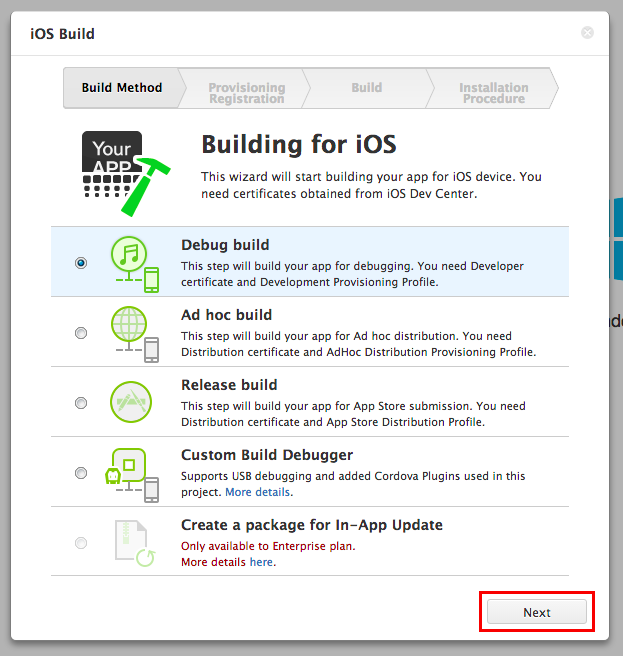 iOS Build
Build Method
Provisioning
Registration
Build
Installation
Procedure
Your
APP
Building for iOS
This wizard will start building your app for iOS device. You
need certificates obtained from iOS Dev Center.
Debug build
This step will build your app for debugging. You need Developer
certificate and Development Provisioning Profile.
Ad hoc build
This step will build your app for Ad hoc distribution. You need
Distribution certificate and AdHoc Distribution Provisioning Profile.
Release build
This step will build your app for App Store submission. You need
Distribution certificate and App Store Distribution Profile.
Custom Build Debugger
Supports USB debugging and added Cordova Plugins used in this
project. More details.
Create a package for In-App Update
Only available to Enterprise plan.
More details here.
Next